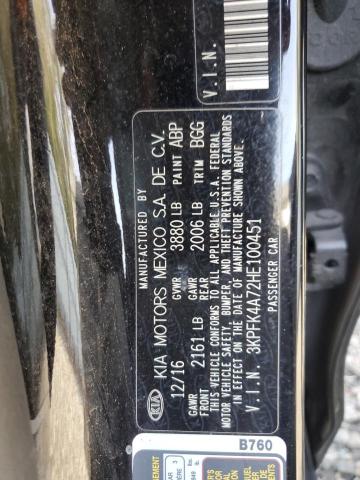 MANUFACTURED BY
KIA KIA MOTORS MEXICO S.A. DE C.V.
12/16 GVWR 3880 LB PAINT ABP
GAWR FRONT 2161 LB GAWR REAR 2006 LB TRIM BGG
THIS VEHICLE CONFORMS TO ALL APPLICABLE U.S.A. FEDERAL
MOTOR VEHICLE SAFETY, BUMPER, AND THEFT PREVENTION STANDARDS
IN EFFECT ON THE DATE OF MANUFACTURE SHOWN ABOVE.
V.I.N. 3KPFK4A72HE100451
PASSENGER CAR
V.I.N.
B760